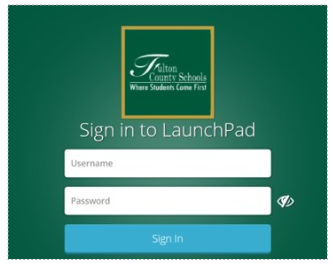 Fulton
County Schools
Where Students Come First
Sign in to LaunchPad
Username
Password
Sign In